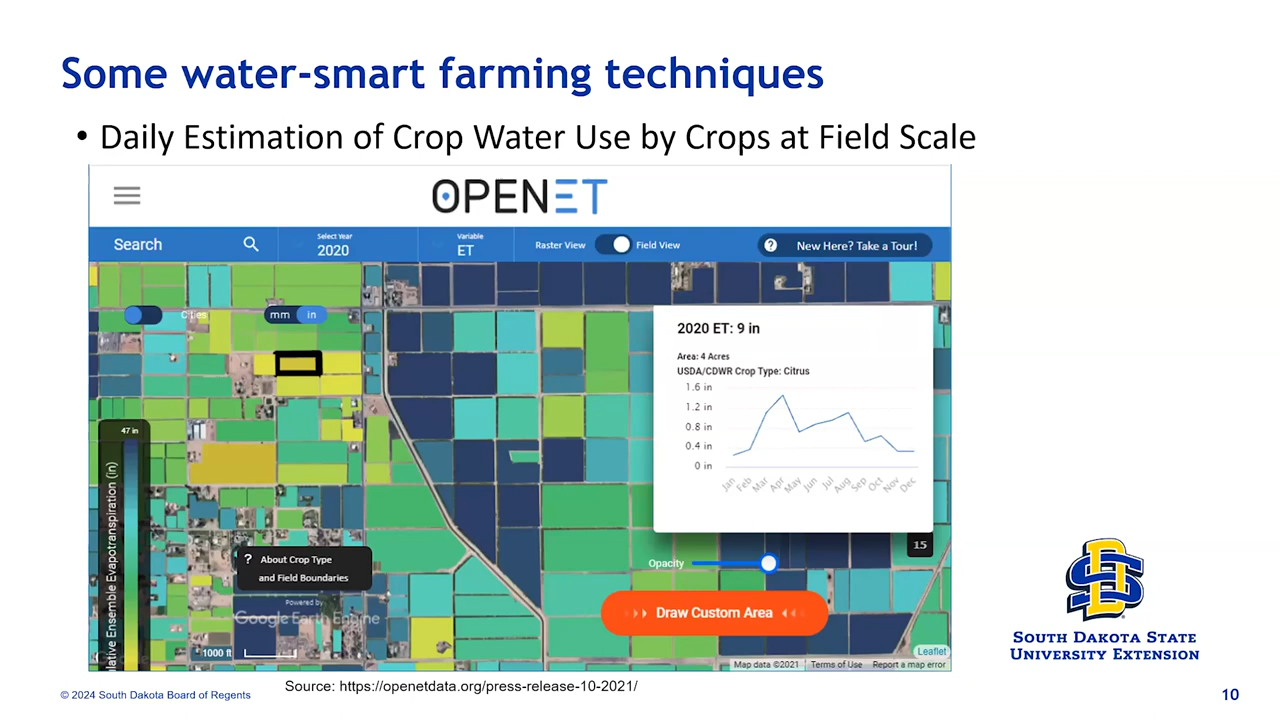 Some water-smart farming techniques
• Daily Estimation of Crop Water Use by Crops at Field Scale
OPENET
Search
Select Year
2020
Variable
ET
Raster View
Field View
? New Here? Take a Tour!
Cities
mm in
2020 ET: 9 in
Area: 4 Acres
USDA/CDWR Crop Type: Citrus
1.6 in
1.2 in
0.8 in
0.4 in
0 in
Jan Feb Mar Apr May Jun Jul Aug Sep Oct Nov Dec
47 in
Ensemble Evapotranspiration (in)
15
? About Crop Type
and Field Boundaries
Opacity
Powered by
Google Earth Engine
Draw Custom Area
1000 ft
Leaflet
Map data ©2021 Terms of Use Report a map error
SOUTH DAKOTA STATE
UNIVERSITY EXTENSION
Source: https://openetdata.org/press-release-10-2021/
© 2024 South Dakota Board of Regents
10